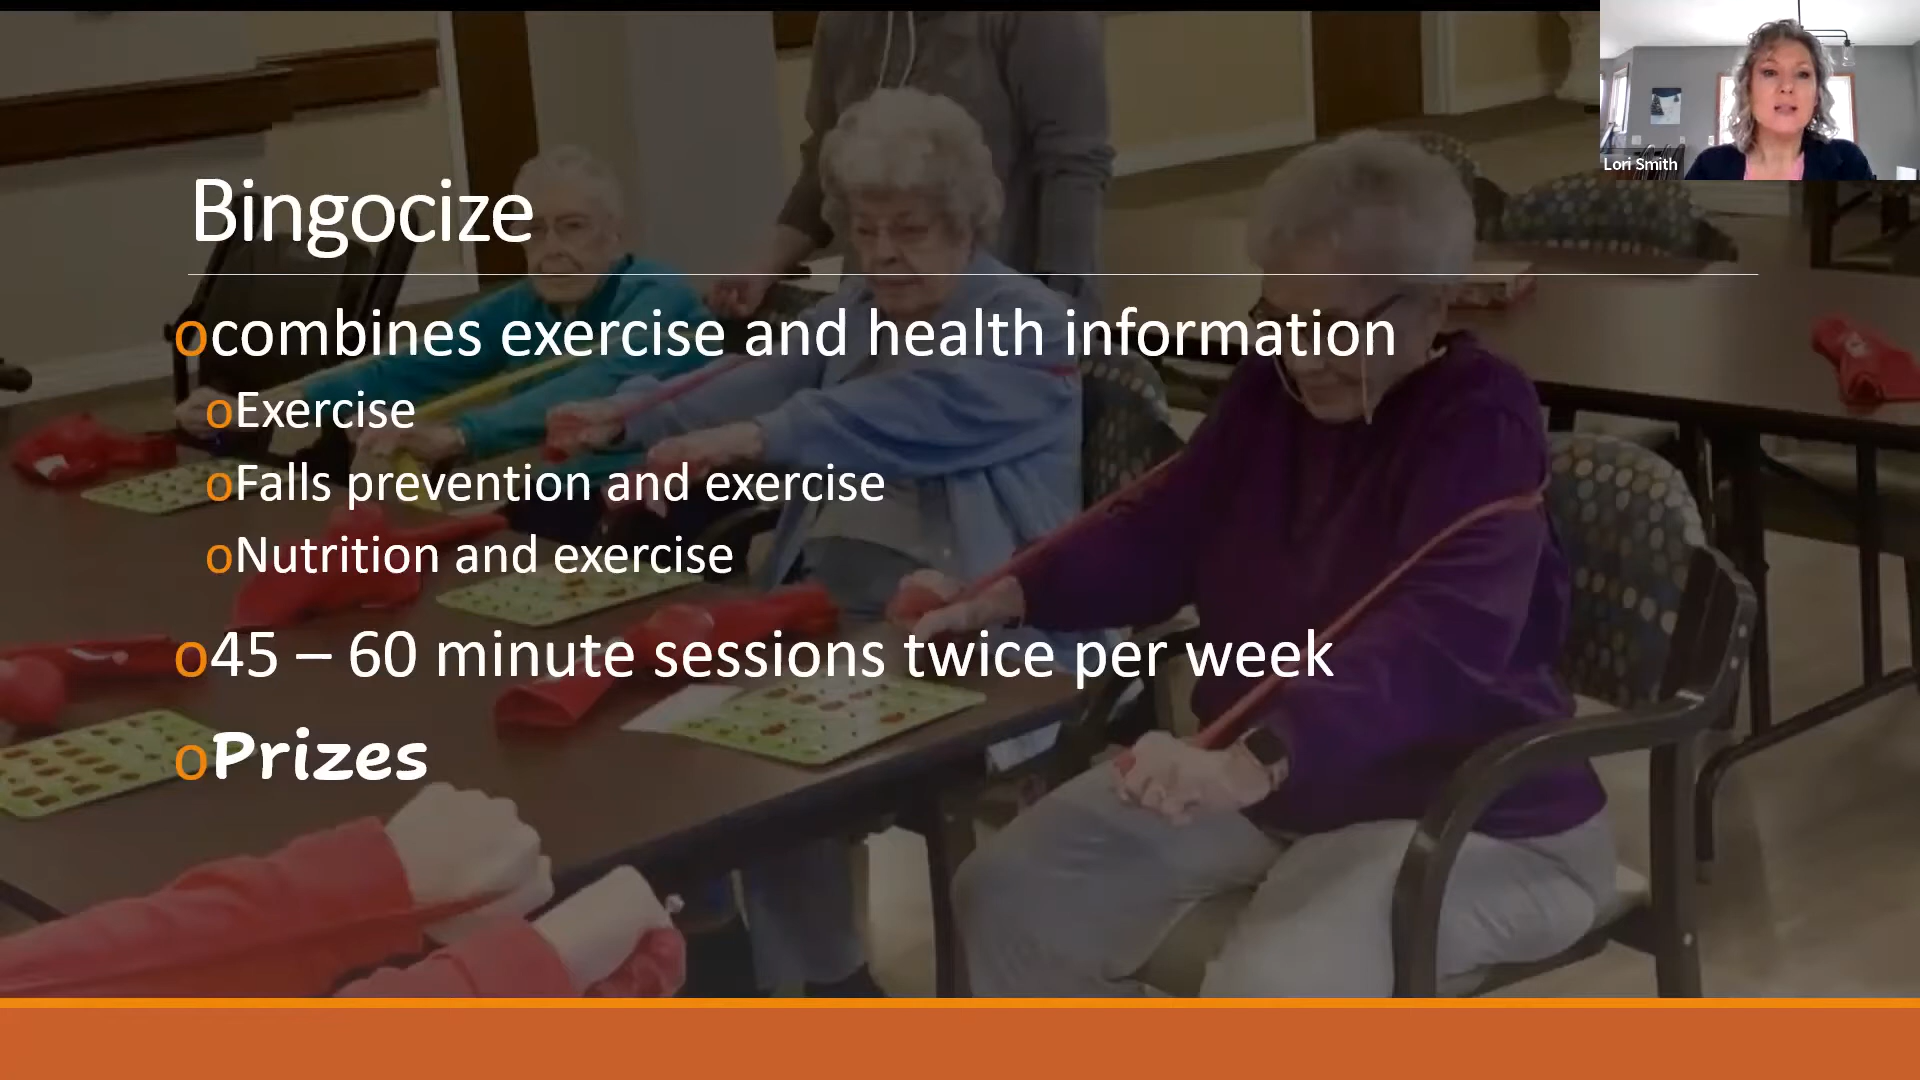 Lori Smith
Bingocize
ocombines exercise and health information
oExercise
oFalls prevention and exercise
oNutrition and exercise
o45 – 60 minute sessions twice per week
oPrizes